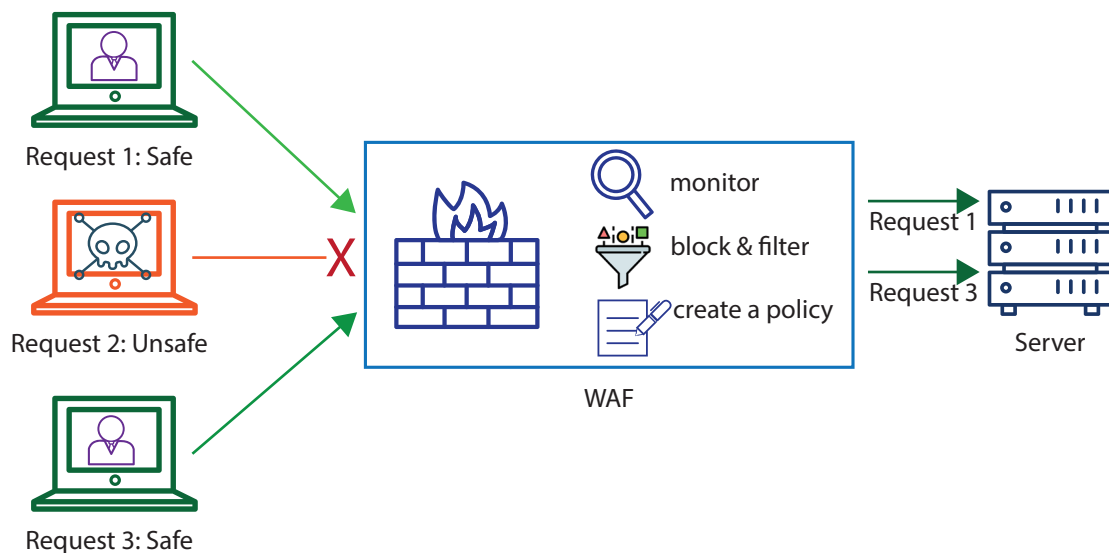 Request 1: Safe
Request 2: Unsafe
Request 3: Safe
X
monitor
block & filter
create a policy
WAF
Request 1
Request 3
Server